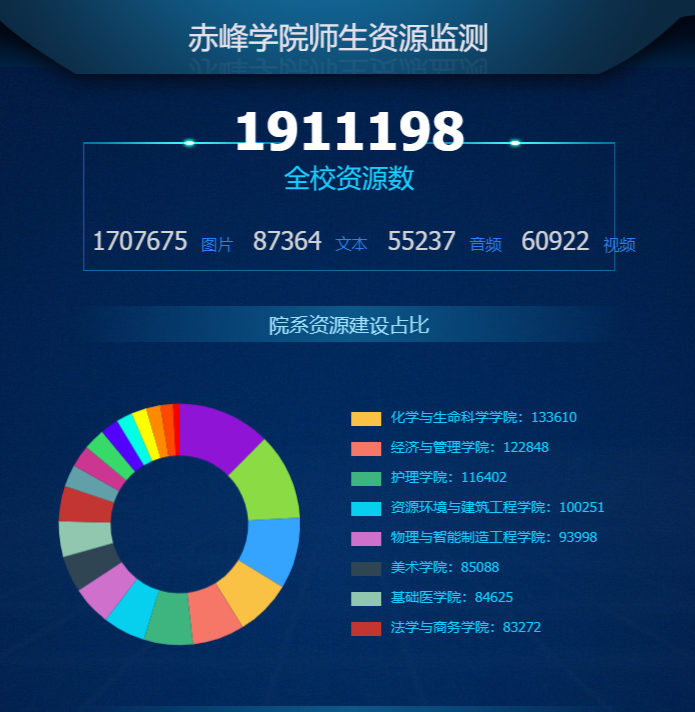 赤峰学院师生资源监测
1911198
全校资源数
1707675 图片 87364 文本 55237 音频 60922 视频
院系资源建设占比
化学与生命科学学院：133610
经济与管理学院：122848
护理学院：116402
资源环境与建筑工程学院：100251
物理与智能制造工程学院：93998
美术学院：85088
基础医学院：84625
法学与商务学院：83272